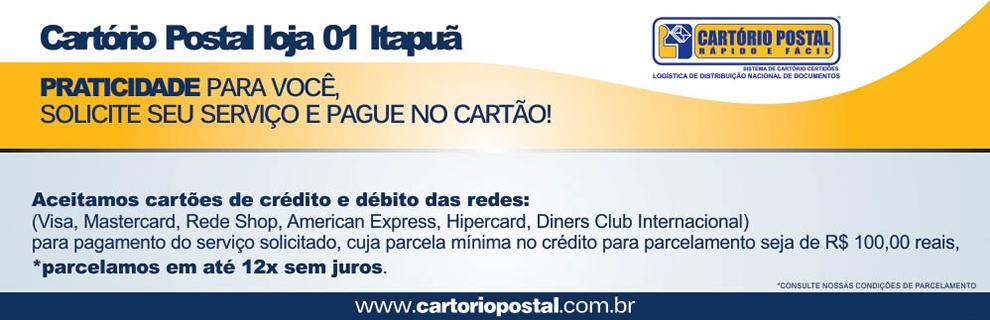 Cartório Postal loja 01 Itapuã
CARTÓRIO POSTAL
RÁPIDO E FÁCIL
SISTEMA DE CARTÓRIO CERTIDÕES
LOGÍSTICA DE DISTRIBUIÇÃO NACIONAL DE DOCUMENTOS
PRATICIDADE PARA VOCÊ,
SOLICITE SEU SERVIÇO E PAGUE NO CARTÃO!
Aceitamos cartões de crédito e débito das redes:
(Visa, Mastercard, Rede Shop, American Express, Hipercard, Diners Club Internacional)
para pagamento do serviço solicitado, cuja parcela mínima no crédito para parcelamento seja de R$ 100,00 reais,
*parcelamos em até 12x sem juros.
*CONSULTE NOSSAS CONDIÇÕES DE PARCELAMENTO
www.cartoriopostal.com.br